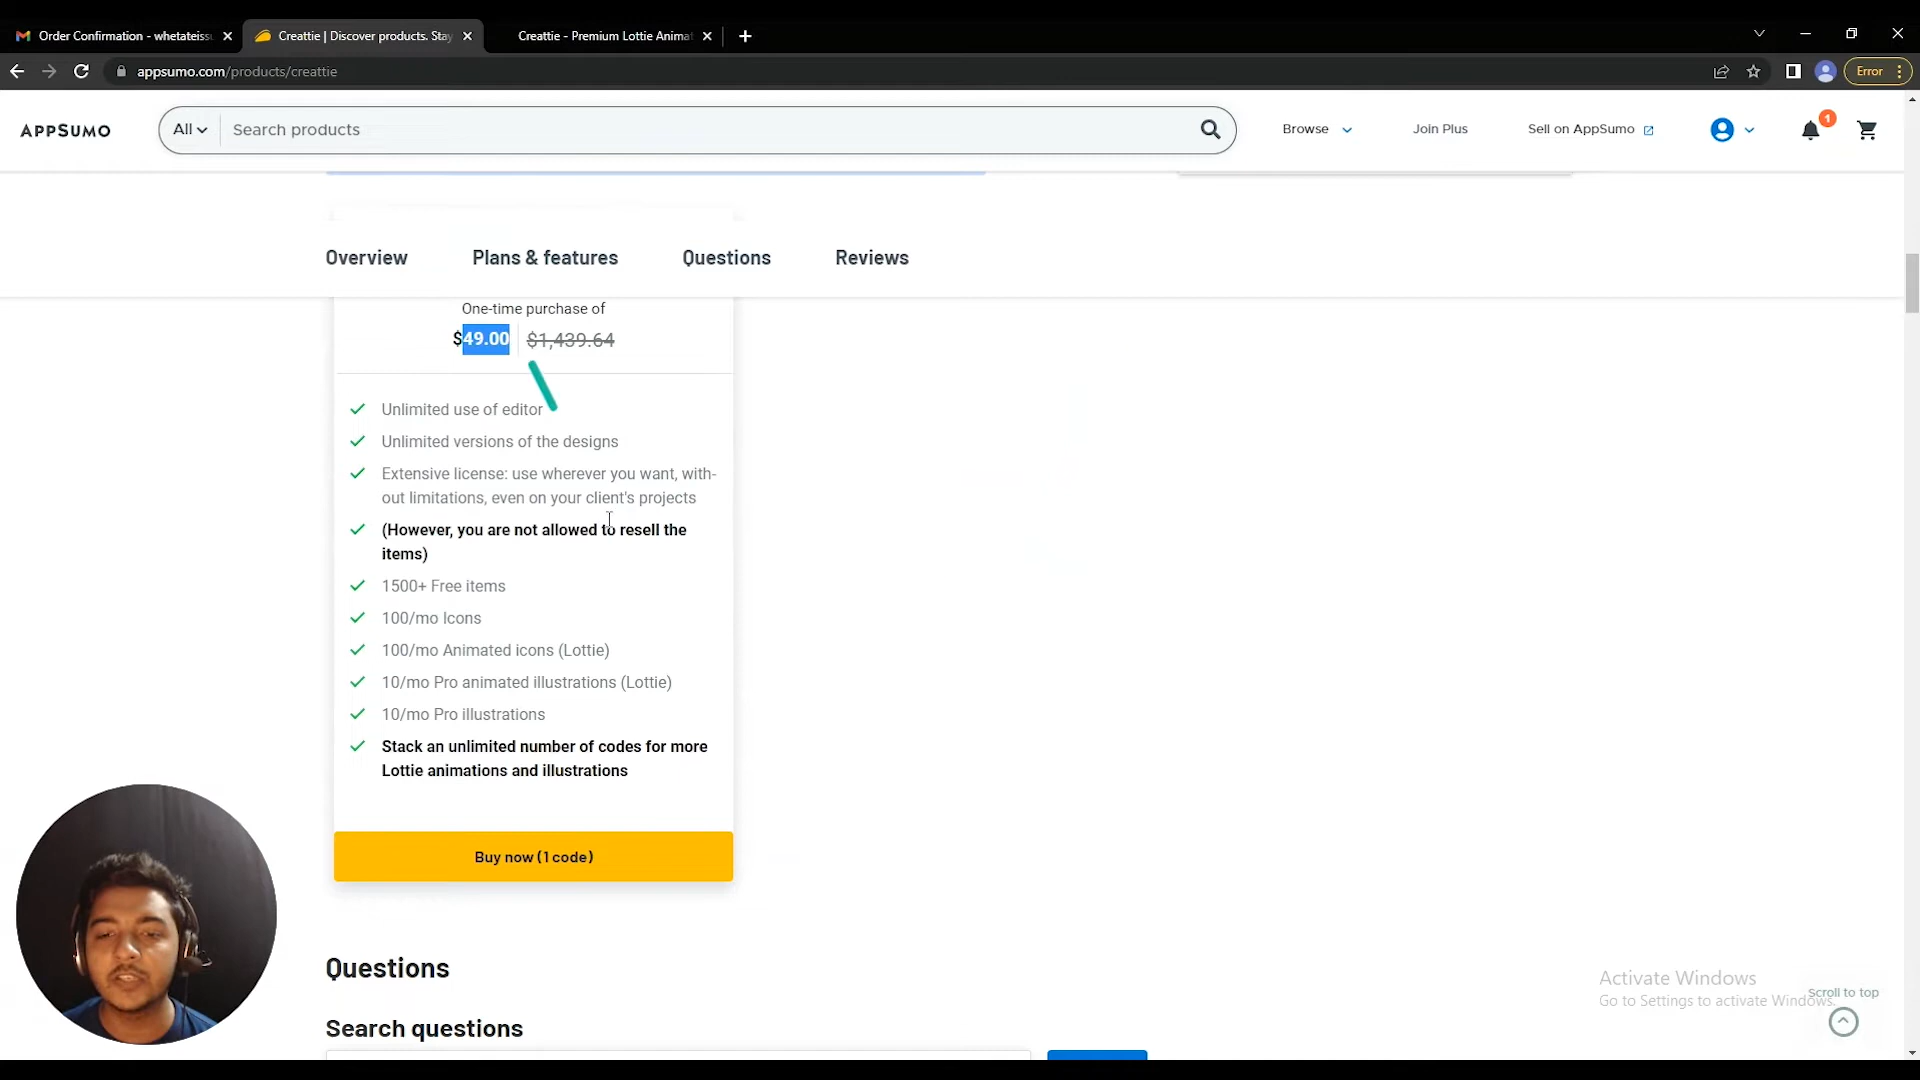 Order Confirmation - whetateiss
Creattie | Discover products. Stay
Creattie - Premium Lottie Animat
appsumo.com/products/creattie
Error
APPSUMO
All
Search products
Browse
Join Plus
Sell on AppSumo
1
Overview
Plans & features
Questions
Reviews
One-time purchase of
$49.00
$1,439.64
Unlimited use of editor
Unlimited versions of the designs
Extensive license: use wherever you want, with-
out limitations, even on your client's projects
(However, you are not allowed to resell the
items)
1500+ Free items
100/mo Icons
100/mo Animated icons (Lottie)
10/mo Pro animated illustrations (Lottie)
10/mo Pro illustrations
Stack an unlimited number of codes for more
Lottie animations and illustrations
Buy now (1 code)
Questions
Search questions
Activate Windows
Go to Settings to activate Windows.
Scroll to top